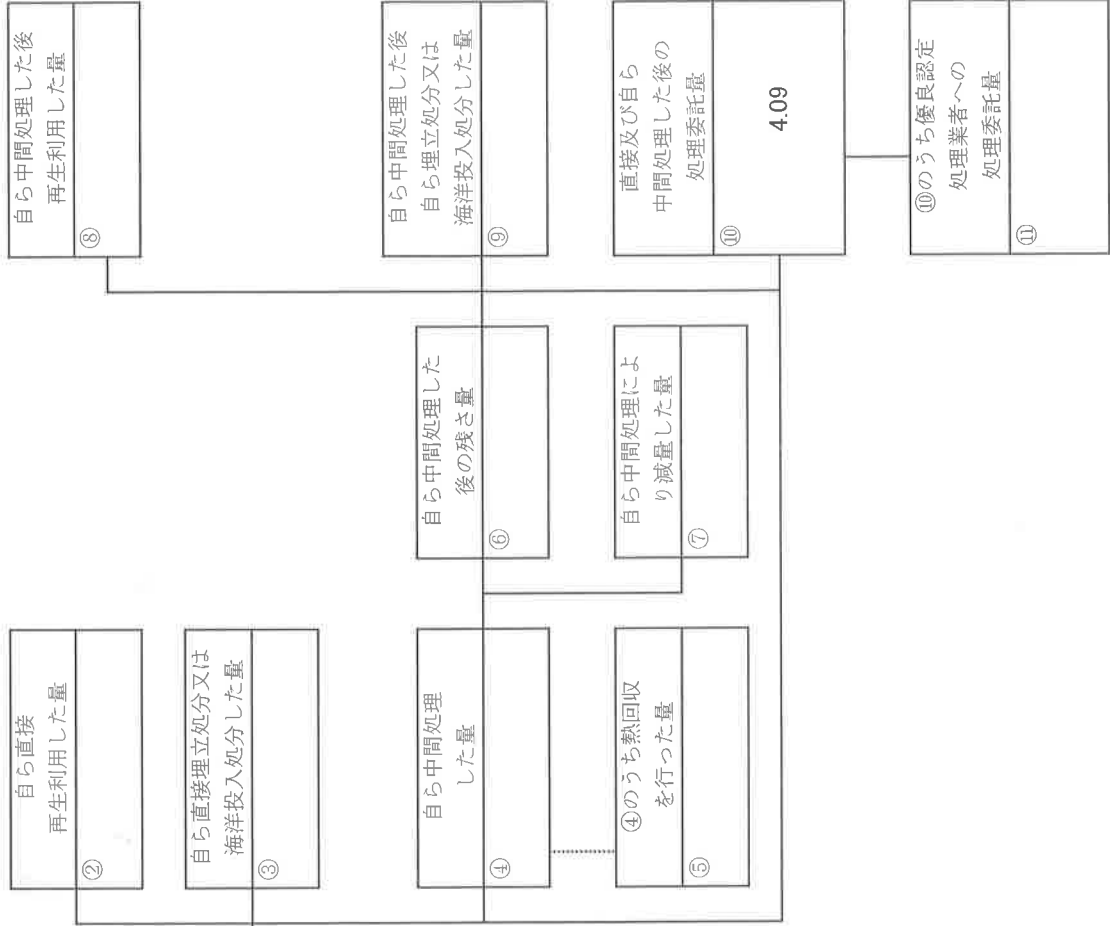 自ら直接
再生利用した量
②
自ら直接埋立処分又は
海洋投入処分した量
③
自ら中間処理
した量
④
④のうち熱回収
を行った量
⑤
自ら中間処理した
後の残さ量
⑥
自ら中間処理によ
り減量した量
⑦
自ら中間処理した後
再生利用した量
⑧
自ら中間処理した後
自ら埋立処分又は
海洋投入処分した量
⑨
直接及び自ら
中間処理した後の
処理委託量
⑩
4.09
⑩のうち優良認定
処理業者への
処理委託量
⑪